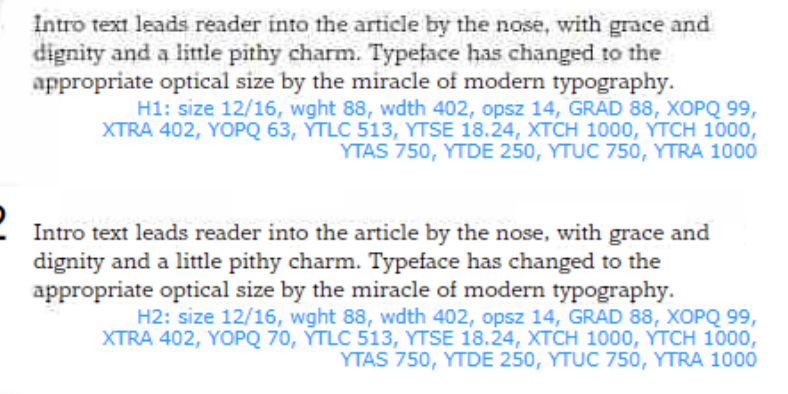 Intro text leads reader into the article by the nose, with grace and
dignity and a little pithy charm. Typeface has changed to the
appropriate optical size by the miracle of modern typography.
H1: size 12/16, wght 88, wdth 402, opsz 14, GRAD 88, XOPQ 99,
XTRA 402, YOPQ 63, YTLC 513, YTSE 18.24, XTCH 1000, YTCH 1000,
YTAS 750, YTDE 250, YTUC 750, YTRA 1000
2
Intro text leads reader into the article by the nose, with grace and
dignity and a little pithy charm. Typeface has changed to the
appropriate optical size by the miracle of modern typography.
H2: size 12/16, wght 88, wdth 402, opsz 14, GRAD 88, XOPQ 99,
XTRA 402, YOPQ 70, YTLC 513, YTSE 18.24, XTCH 1000, YTCH 1000,
YTAS 750, YTDE 250, YTUC 750, YTRA 1000